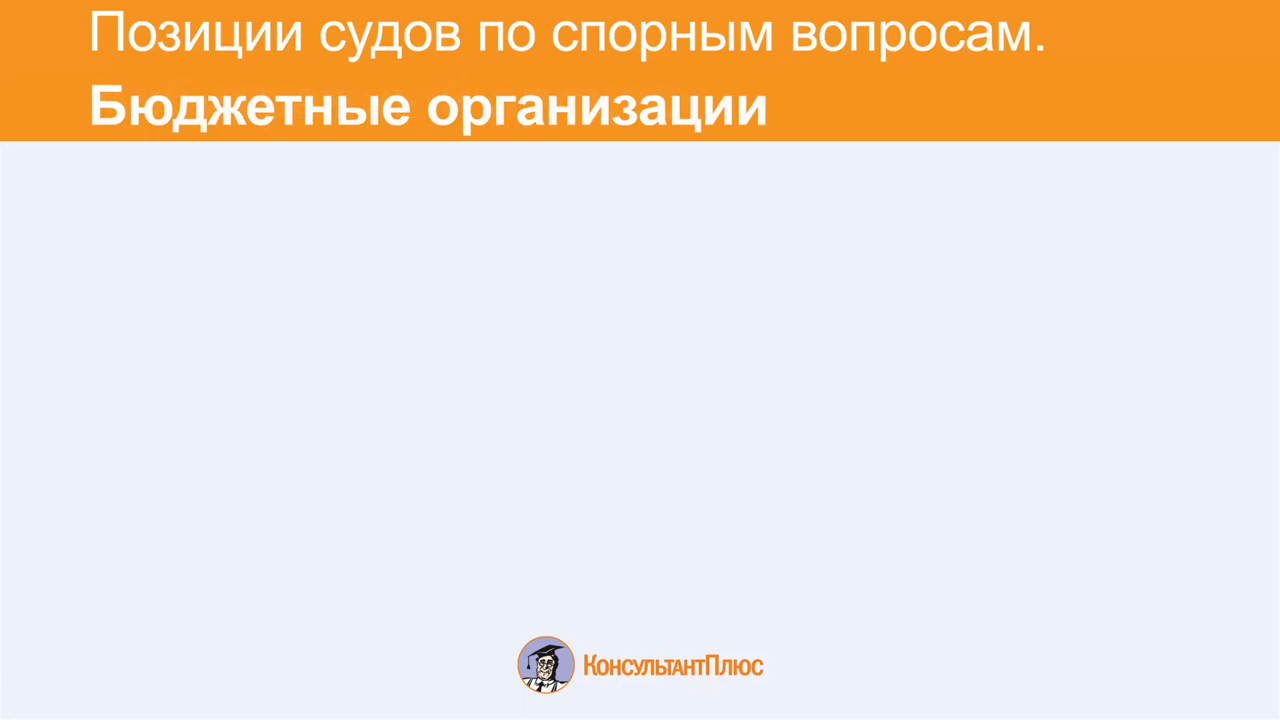 Позиции судов по спорным вопросам.
Бюджетные организации
КонсультантПлюс